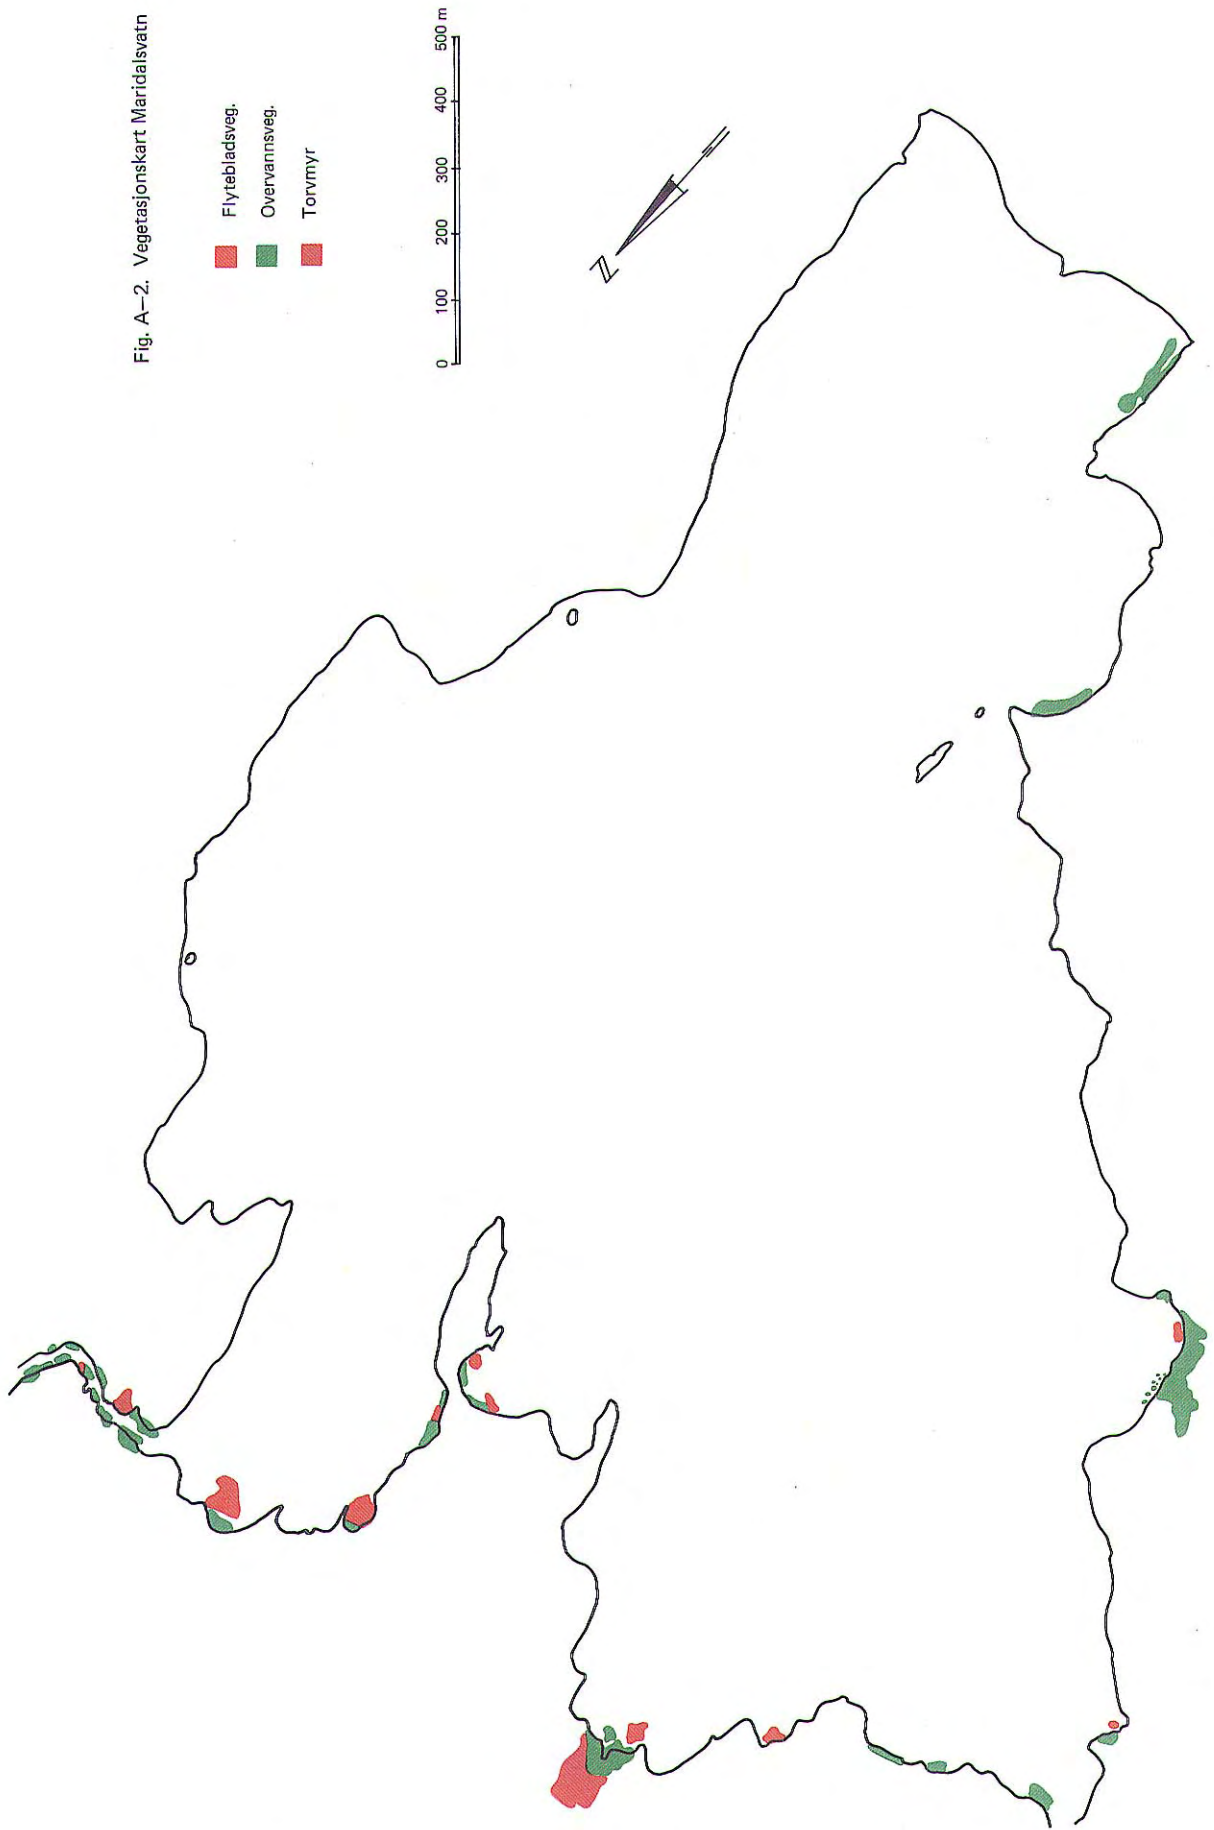 Fig. A–2. Vegetasjonskart Maridalsvatn
Flytebladsveg.
Overvannsveg.
Torvmyr
0 100 200 300 400 500 m
N